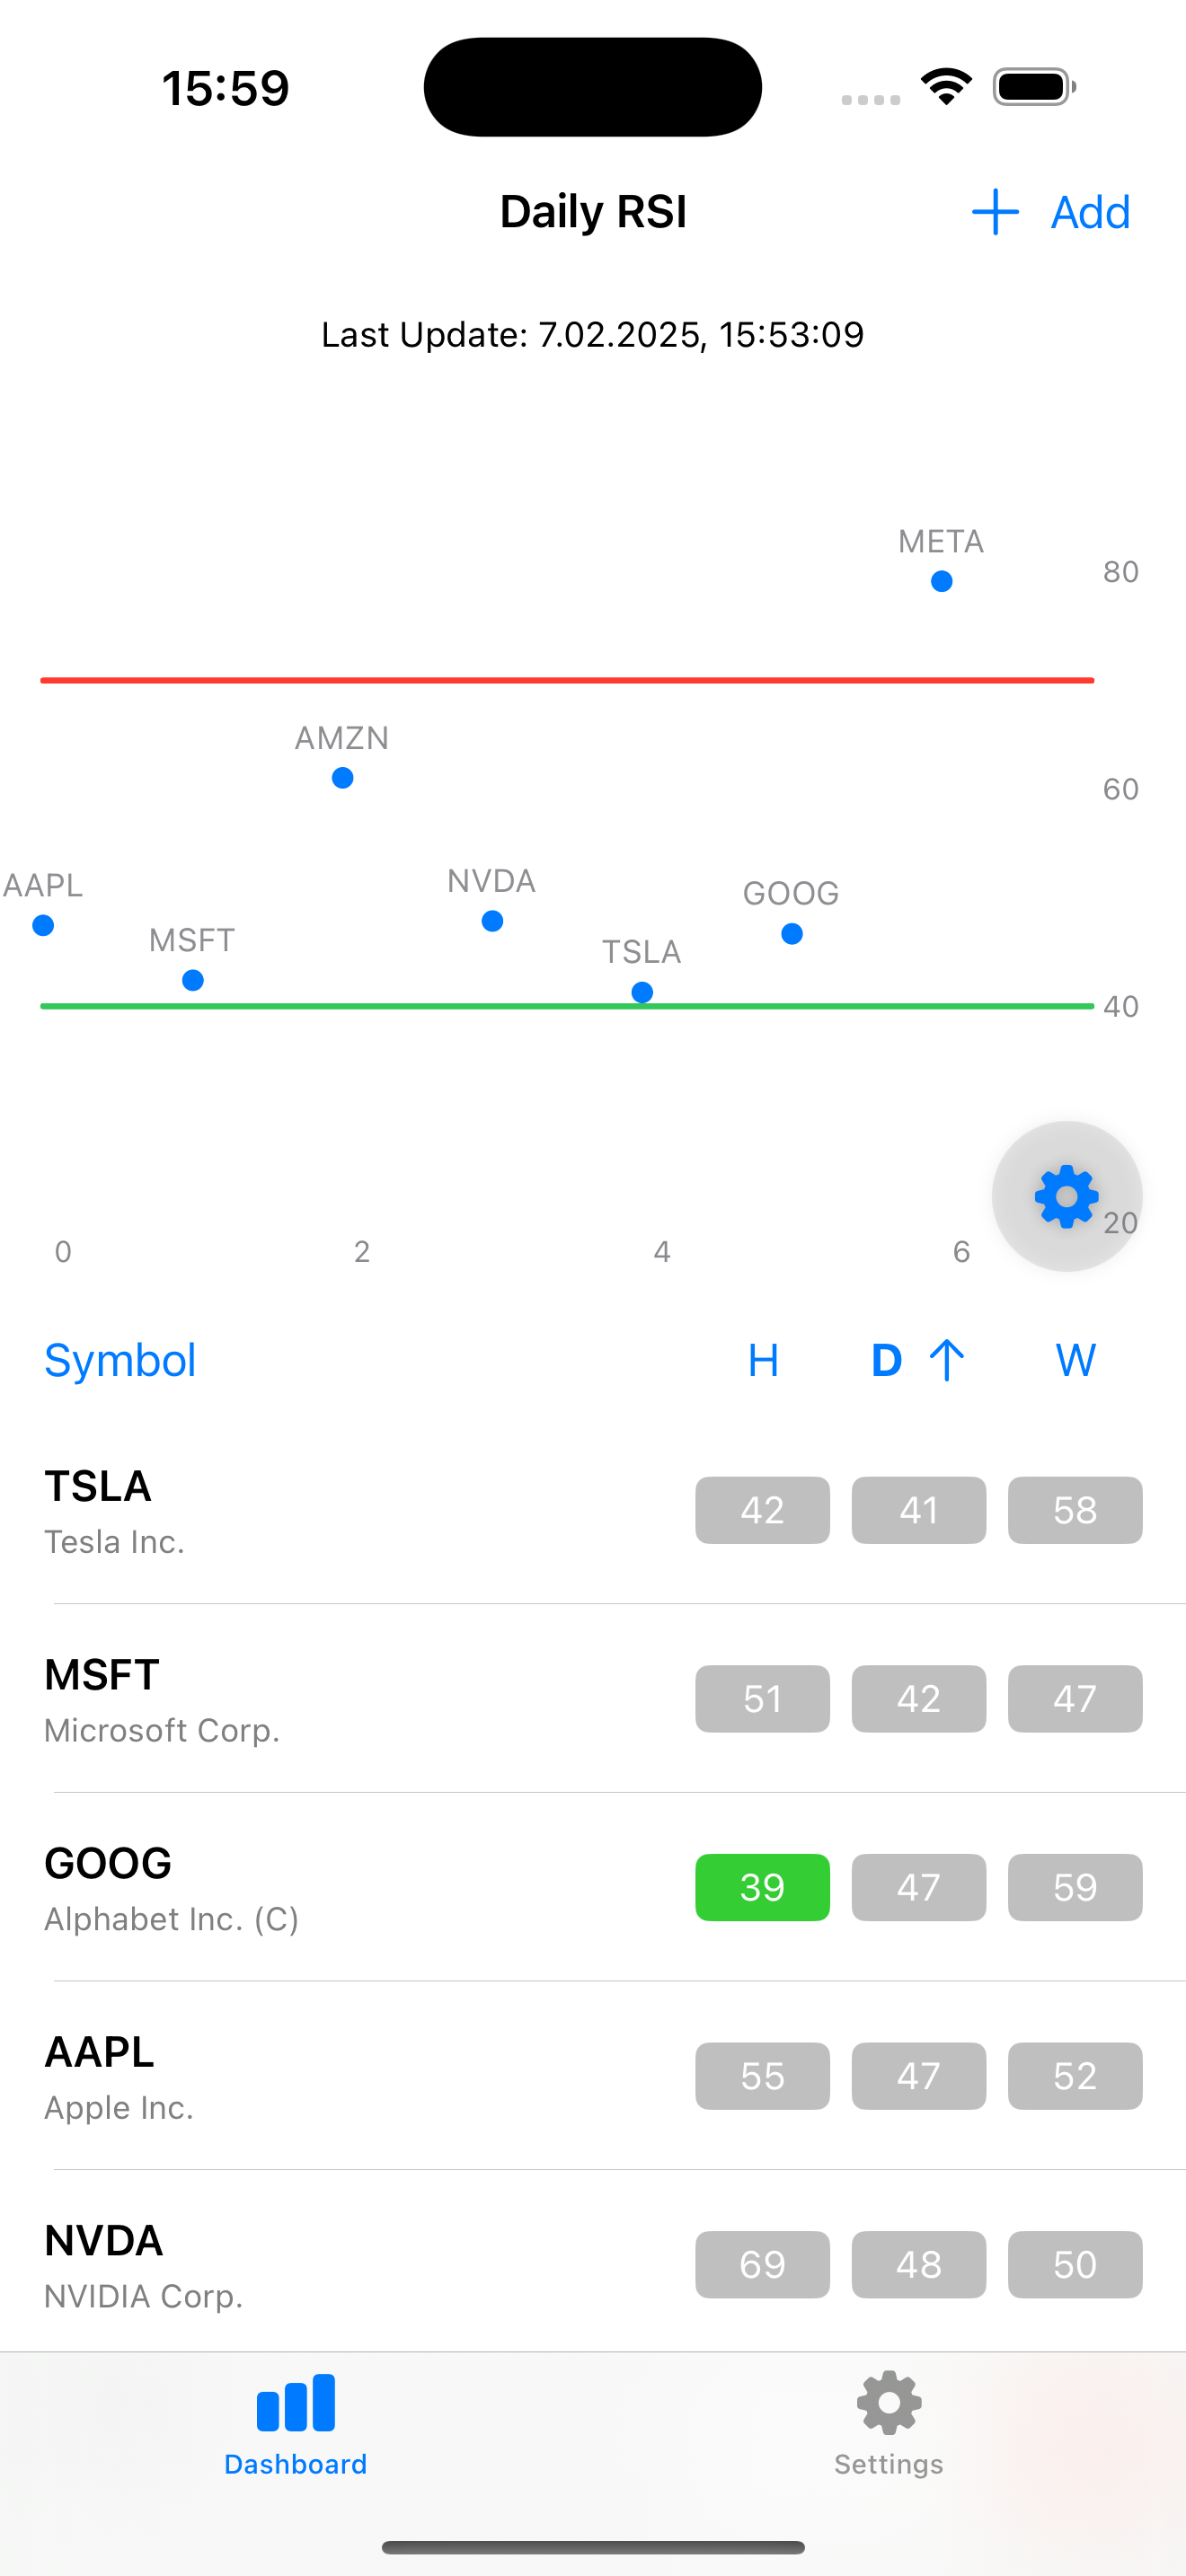 15:59
Daily RSI
Add
Last Update: 7.02.2025, 15:53:09
META
80
AMZN
60
AAPL
NVDA
GOOG
MSFT
TSLA
40
20
0 2 4 6
Symbol H D ↑ W
TSLA
Tesla Inc.
42 41 58
MSFT
Microsoft Corp.
51 42 47
GOOG
Alphabet Inc. (C)
39 47 59
AAPL
Apple Inc.
55 47 52
NVDA
NVIDIA Corp.
69 48 50
Dashboard Settings